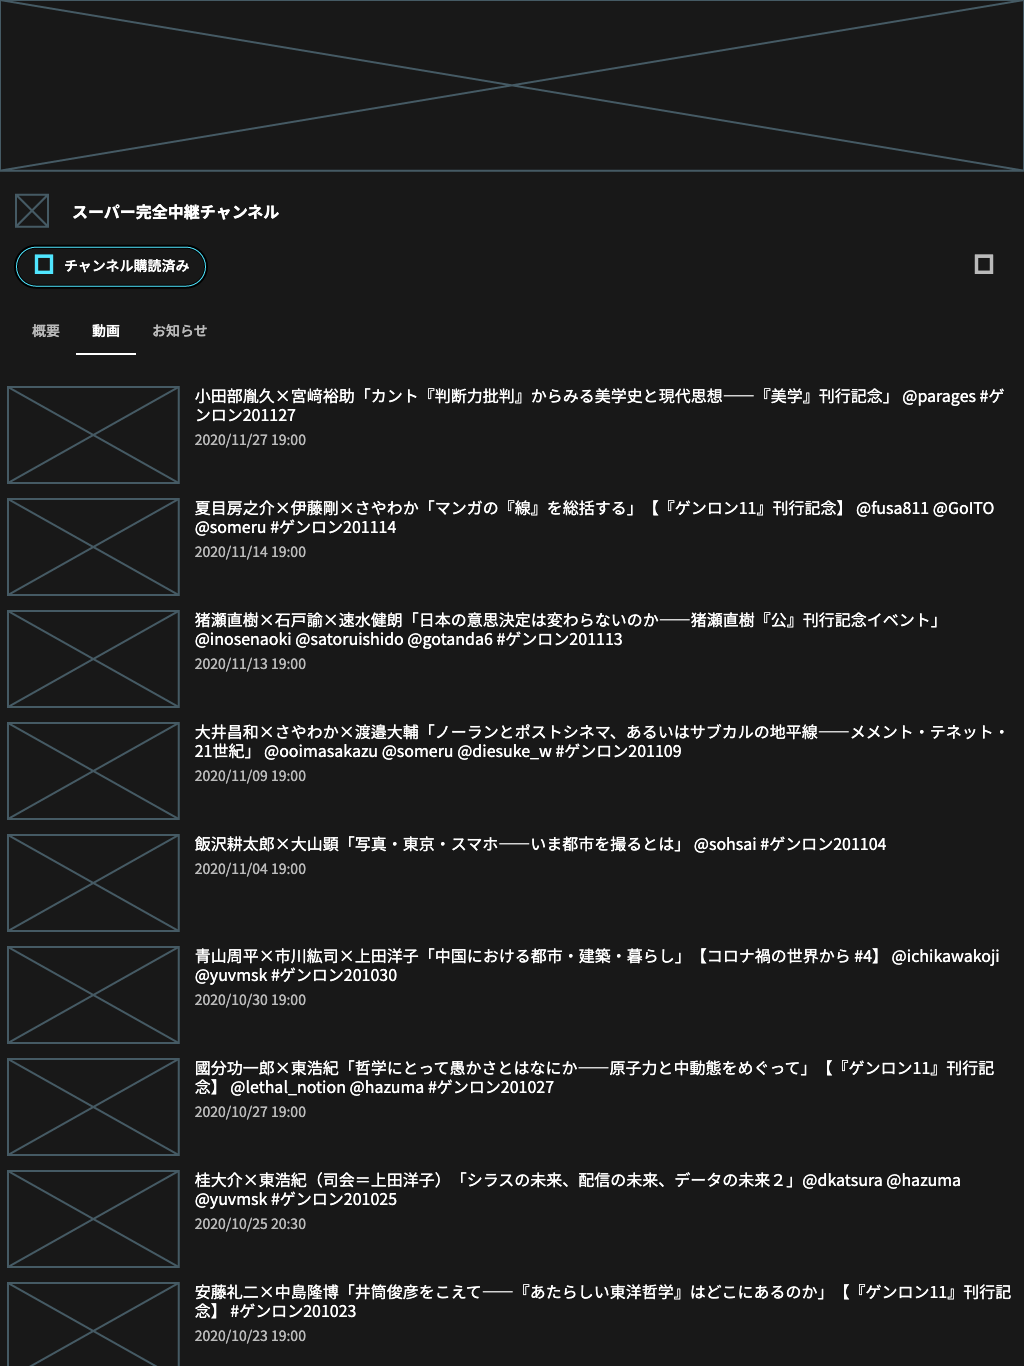 スーパー完全中継チャンネル
チャンネル購読済み
概要
動画
お知らせ
小田部胤久×宮﨑裕助「カント『判断力批判』からみる美学史と現代思想――『美学』刊行記念」 @parages #ゲ
ンロン201127
2020/11/27 19:00
夏目房之介×伊藤剛×さやわか「マンガの『線』を総括する」【『ゲンロン11』刊行記念】 @fusa811 @GoITO
@someru #ゲンロン201114
2020/11/14 19:00
猪瀬直樹×石戸諭×速水健朗「日本の意思決定は変わらないのか――猪瀬直樹『公』刊行記念イベント」
@inosenaoki @satoruishido @gotanda6 #ゲンロン201113
2020/11/13 19:00
大井昌和×さやわか×渡邉大輔「ノーランとポストシネマ、あるいはサブカルの地平線――メメント・テネット・
21世紀」 @ooimasakazu @someru @diesuke_w #ゲンロン201109
2020/11/09 19:00
飯沢耕太郎×大山顕「写真・東京・スマホ――いま都市を撮るとは」 @sohsai #ゲンロン201104
2020/11/04 19:00
青山周平×市川紘司×上田洋子「中国における都市・建築・暮らし」【コロナ禍の世界から #4】 @ichikawakoji
@yuvmsk #ゲンロン201030
2020/10/30 19:00
國分功一郎×東浩紀「哲学にとって愚かさとはなにか――原子力と中動態をめぐって」【『ゲンロン11』刊行記
念】 @lethal_notion @hazuma #ゲンロン201027
2020/10/27 19:00
桂大介×東浩紀（司会＝上田洋子）「シラスの未来、配信の未来、データの未来２」@dkatsura @hazuma
@yuvmsk #ゲンロン201025
2020/10/25 20:30
安藤礼二×中島隆博「井筒俊彦をこえて――『あたらしい東洋哲学』はどこにあるのか」【『ゲンロン11』刊行記
念】 #ゲンロン201023
2020/10/23 19:00